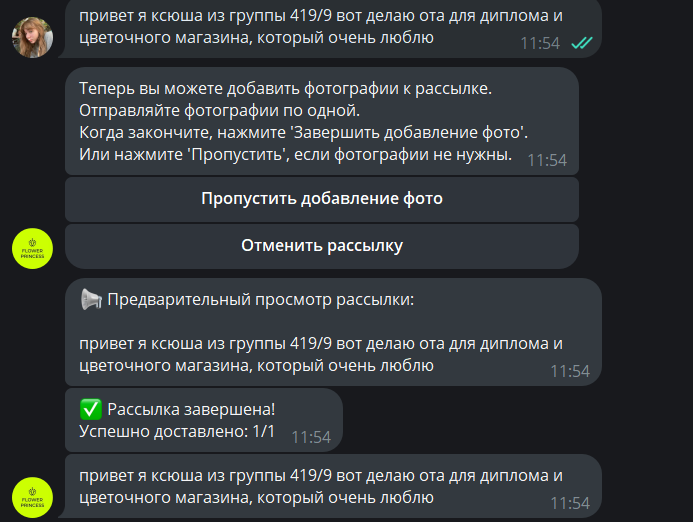 привет я ксюша из группы 419/9 вот делаю ота для диплома и
цветочного магазина, который очень люблю 11:54
Теперь вы можете добавить фотографии к рассылке.
Отправляйте фотографии по одной.
Когда закончите, нажмите 'Завершить добавление фото'.
Или нажмите 'Пропустить', если фотографии не нужны. 11:54
Пропустить добавление фото
Отменить рассылку
FLOWER
PRINCESS
Предварительный просмотр рассылки:
привет я ксюша из группы 419/9 вот делаю ота для диплома и
цветочного магазина, который очень люблю 11:54
Рассылка завершена!
Успешно доставлено: 1/1 11:54
привет я ксюша из группы 419/9 вот делаю ота для диплома и
цветочного магазина, который очень люблю 11:54
FLOWER
PRINCESS